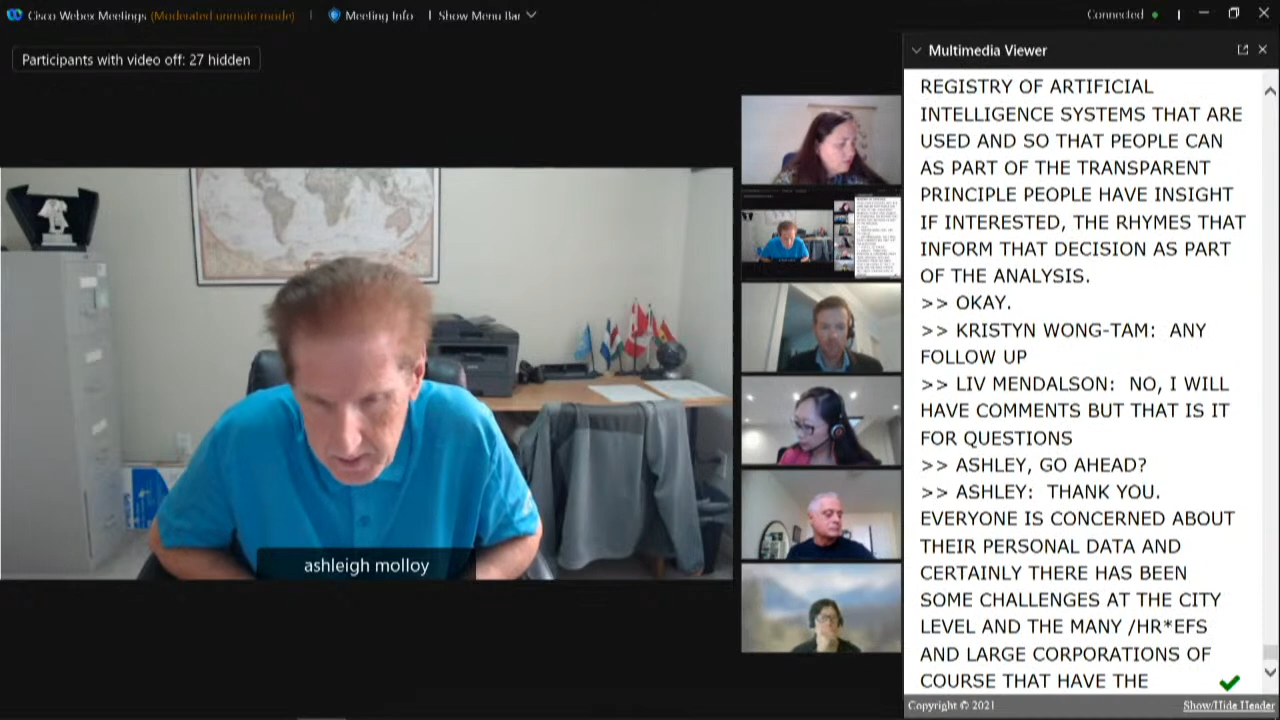 Cisco Webex Meetings (Moderated unmute mode) | Meeting Info | Show Menu Bar Connected
Participants with video off: 27 hidden
Multimedia Viewer
REGISTRY OF ARTIFICIAL
INTELLIGENCE SYSTEMS THAT ARE
USED AND SO THAT PEOPLE CAN
AS PART OF THE TRANSPARENT
PRINCIPLE PEOPLE HAVE INSIGHT
IF INTERESTED, THE RHYMES THAT
INFORM THAT DECISION AS PART
OF THE ANALYSIS.
>> OKAY.
>> KRISTYN WONG-TAM: ANY
FOLLOW UP
>> LIV MENDALSON: NO, I WILL
HAVE COMMENTS BUT THAT IS IT
FOR QUESTIONS
>> ASHLEY, GO AHEAD?
>> ASHLEY: THANK YOU.
EVERYONE IS CONCERNED ABOUT
THEIR PERSONAL DATA AND
CERTAINLY THERE HAS BEEN
SOME CHALLENGES AT THE CITY
LEVEL AND THE MANY /HR*EFS
AND LARGE CORPORATIONS OF
COURSE THAT HAVE THE
ashleigh molloy
Copyright © 2021 Show/Hide Header